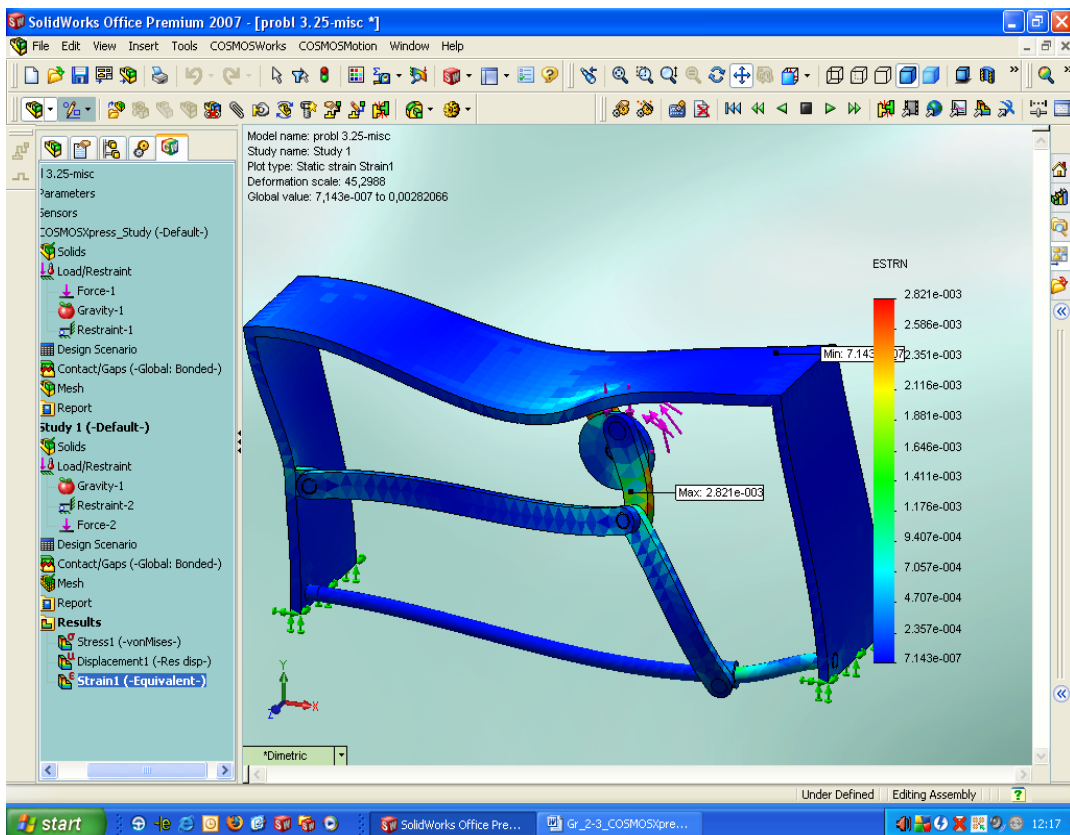 SolidWorks Office Premium 2007 - [probl 3.25-misc *]
File Edit View Insert Tools COSMOSWorks COSMOSMotion Window Help
Model name: probl 3.25-misc
Study name: Study 1
Plot type: Static strain Strain1
Deformation scale: 45,2988
Global value: 7,143e-007 to 0,00282066
l 3.25-misc
Parameters
Sensors
COSMOSXpress_Study (-Default-)
Solids
Load/Restraint
Force-1
Gravity-1
Restraint-1
Design Scenario
Contact/Gaps (-Global: Bonded-)
Mesh
Report
Study 1 (-Default-)
Solids
Load/Restraint
Gravity-1
Restraint-2
Force-2
Design Scenario
Contact/Gaps (-Global: Bonded-)
Mesh
Report
Results
Stress1 (-vonMises-)
Displacement1 (-Res disp-)
Strain1 (-Equivalent-)
ESTRN
2.821e-003
2.586e-003
Min: 7.143 07 2.351e-003
2.116e-003
1.881e-003
1.646e-003
1.411e-003
1.176e-003
9.407e-004
7.057e-004
4.707e-004
2.357e-004
7.143e-007
Max: 2.821e-003
Y
X
Z
*Dimetric
Under Defined Editing Assembly
start SolidWorks Office Pre... Gr_2-3_COSMOSXpre... 12:17